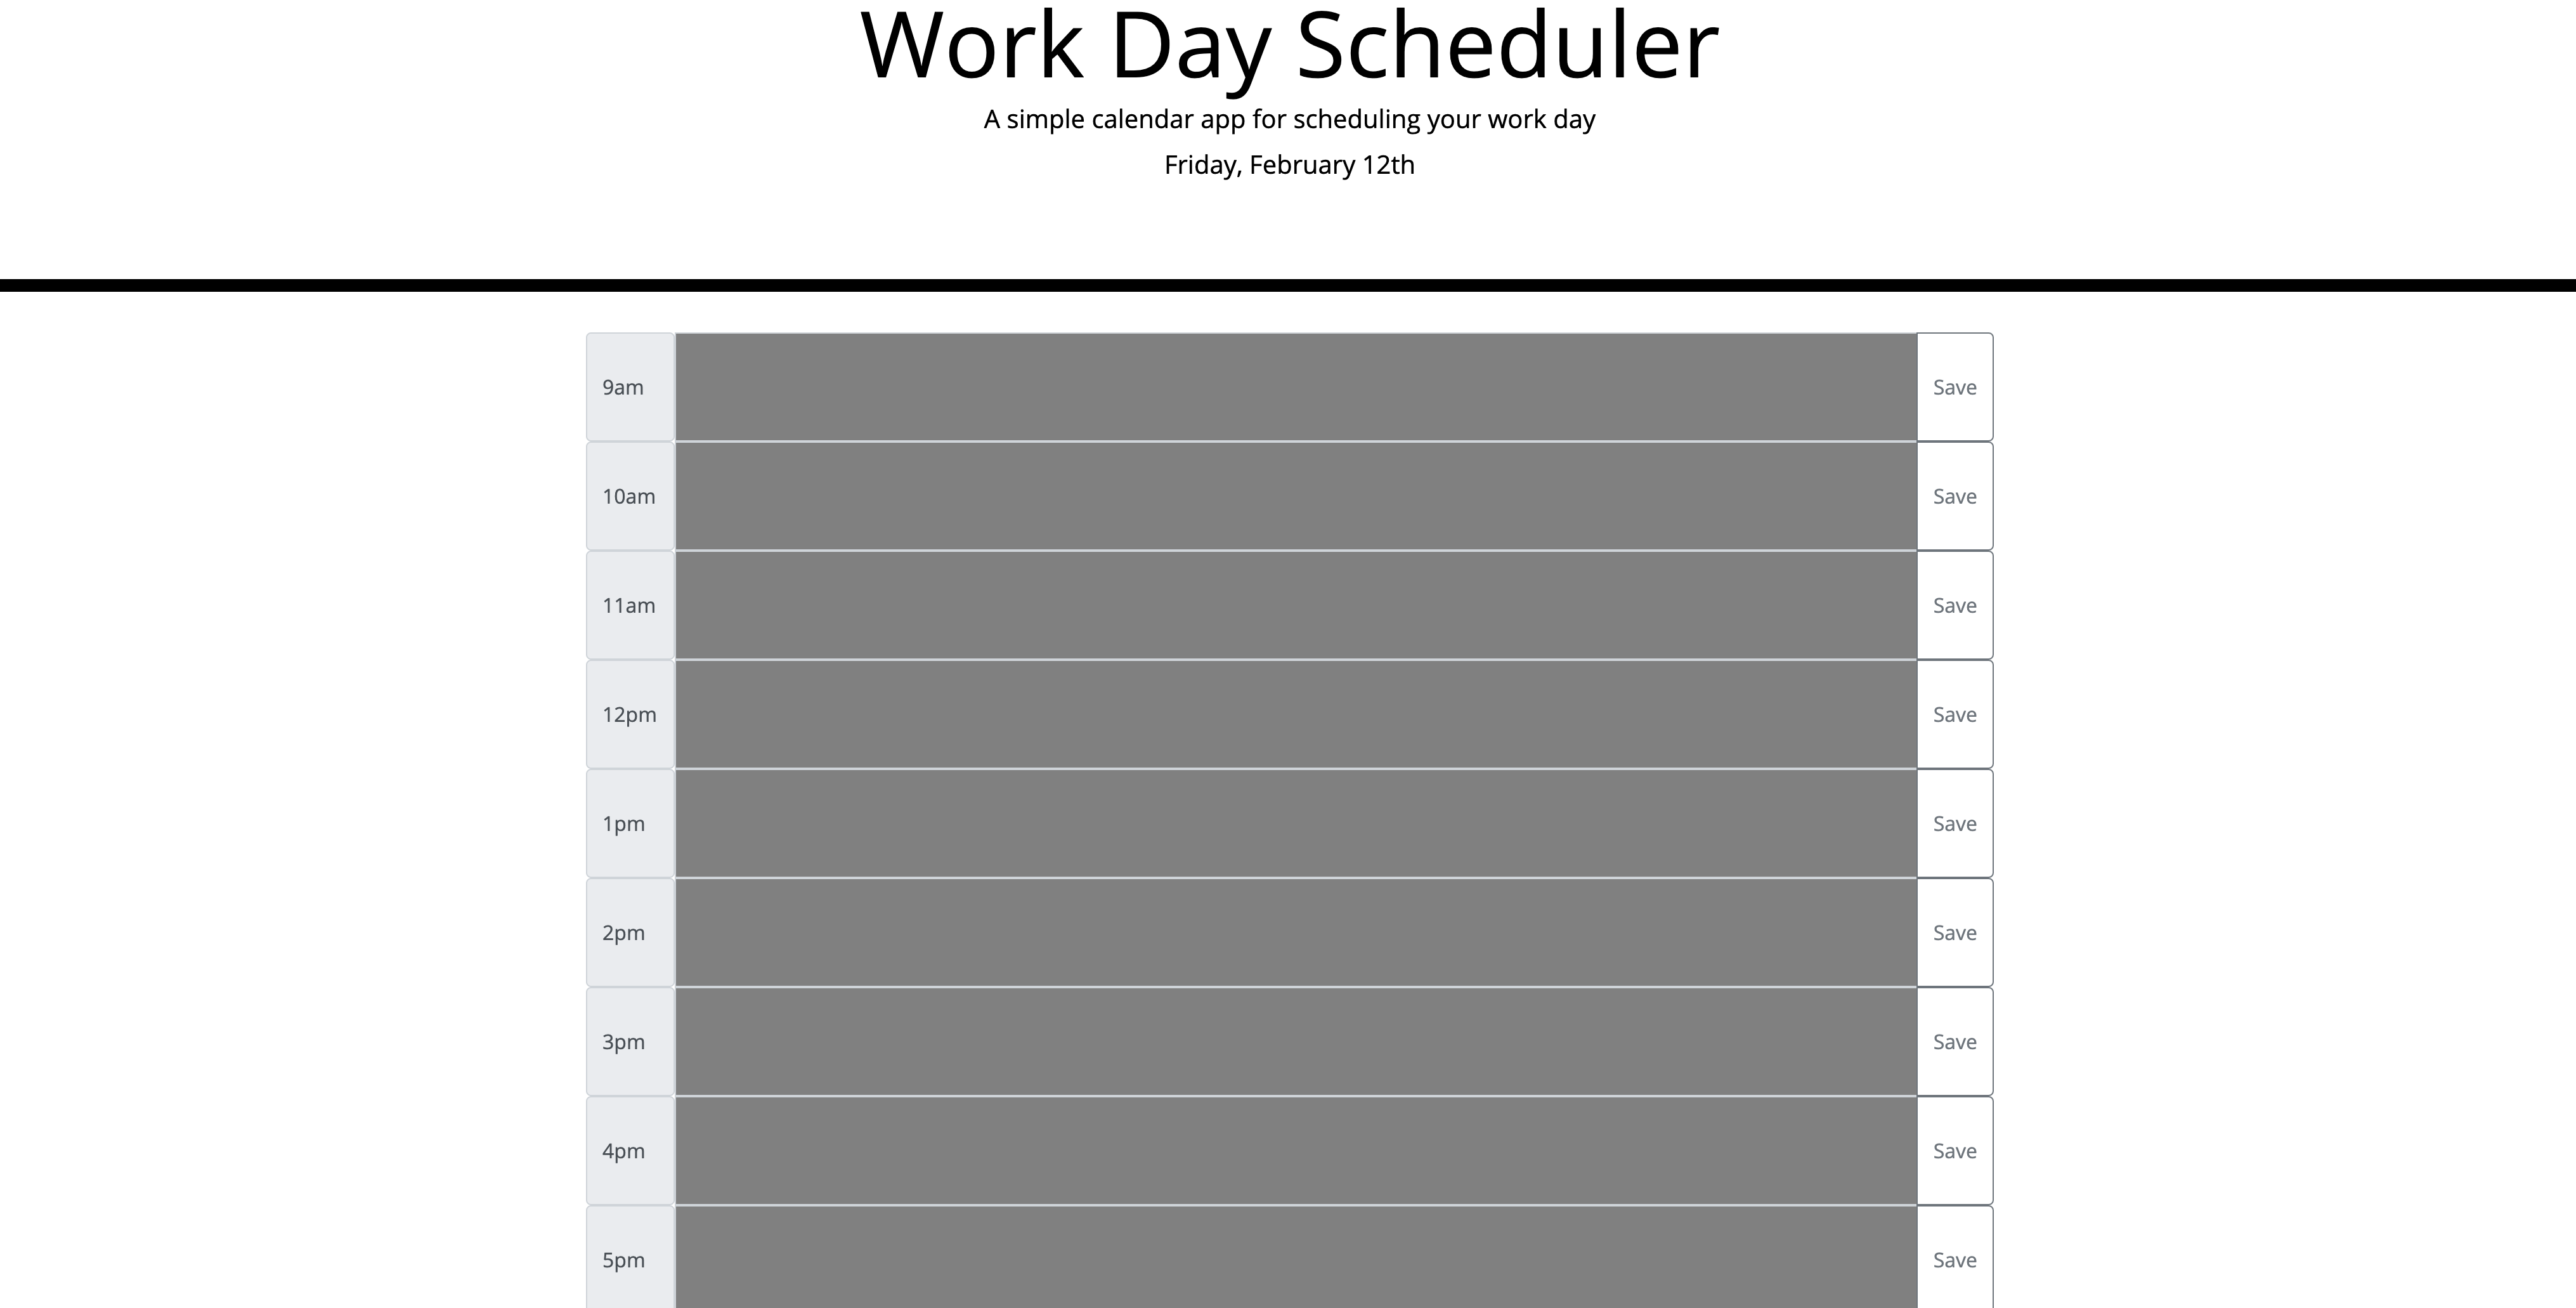 Work Day Scheduler
A simple calendar app for scheduling your work day
Friday, February 12th
9am Save
10am Save
11am Save
12pm Save
1pm Save
2pm Save
3pm Save
4pm Save
5pm Save